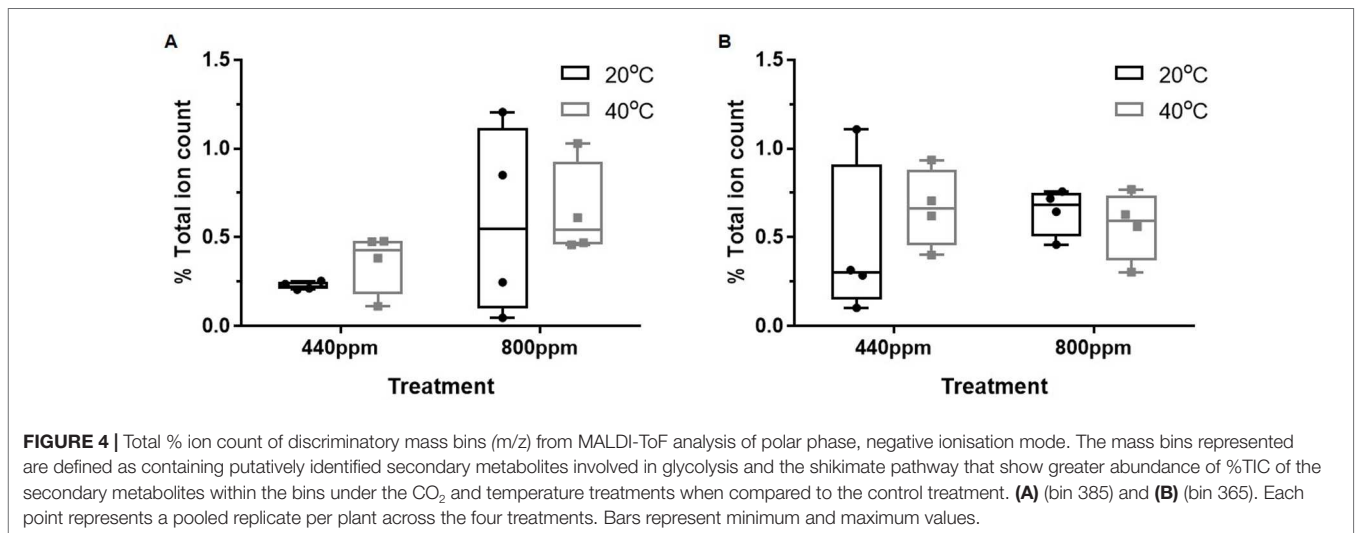 A
1.5
1.0
0.5
0.0
% Total ion count
20°C
40°C
440ppm
800ppm
Treatment
B
1.5
1.0
0.5
0.0
% Total ion count
20°C
40°C
440ppm
800ppm
Treatment
FIGURE 4 | Total % ion count of discriminatory mass bins (m/z) from MALDI-ToF analysis of polar phase, negative ionisation mode. The mass bins represented
are defined as containing putatively identified secondary metabolites involved in glycolysis and the shikimate pathway that show greater abundance of %TIC of the
secondary metabolites within the bins under the CO₂ and temperature treatments when compared to the control treatment. (A) (bin 385) and (B) (bin 365). Each
point represents a pooled replicate per plant across the four treatments. Bars represent minimum and maximum values.